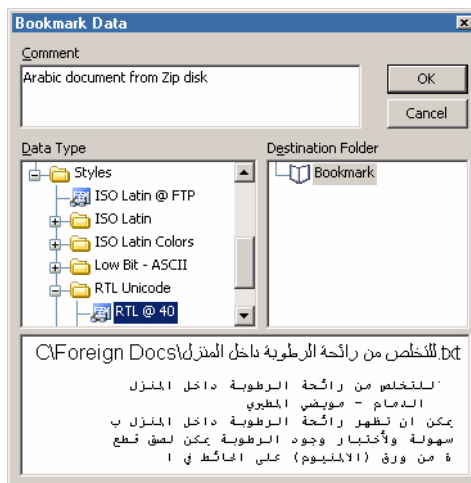 Bookmark Data
Comment
Arabic document from Zip disk
OK
Cancel
Data Type
Destination Folder
Styles
ISO Latin @ FTP
ISO Latin
ISO Latin Colors
Low Bit - ASCII
RTL Unicode
RTL @ 40
Bookmark
C\Foreign Docs\للتخلص من رائحة الرطوبة داخل المنزل.txt
للتخلص من رائحة الرطوبة داخل المنزل
الدمام - مويضي المطيري
يمكن ان تظهر رائحة الرطوبة داخل المنزل ب
سهولة ولأختبار وجود الرطوبة يمكن لصق قطع
ة من ورق (الالمنيوم) على الحائط في ا